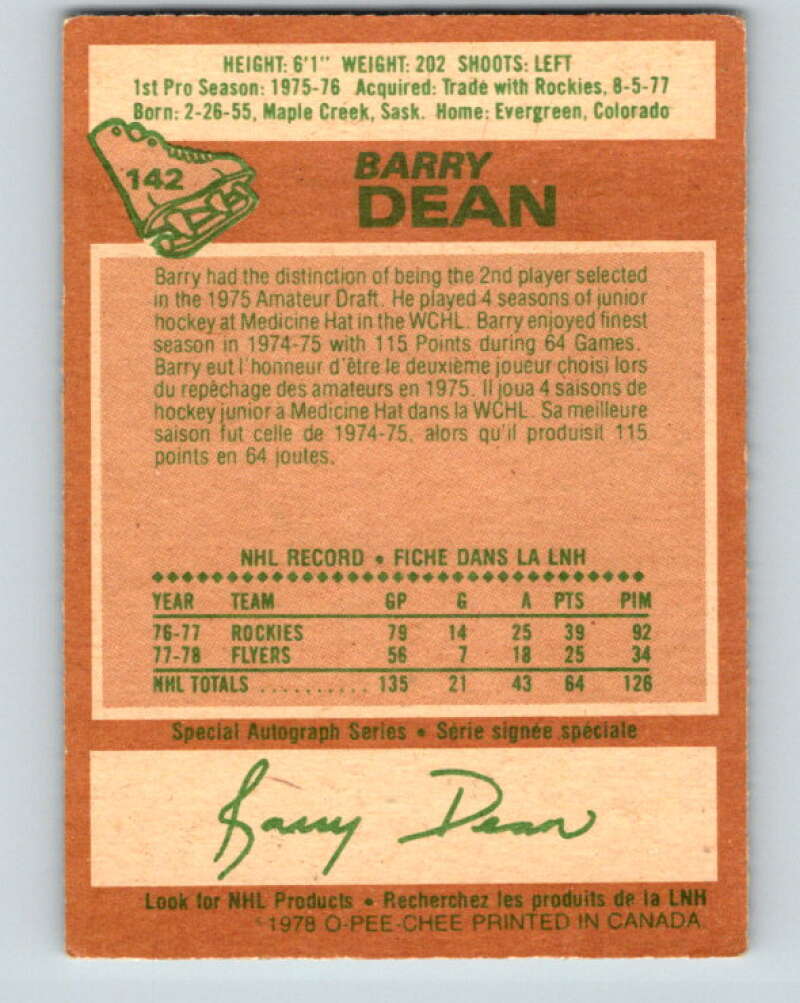 HEIGHT: 6'1" WEIGHT: 202 SHOOTS: LEFT
1st Pro Season: 1975-76 Acquired: Trade with Rockies, 8-5-77
Born: 2-26-55, Maple Creek, Sask. Home: Evergreen, Colorado
142
BARRY
DEAN
Barry had the distinction of being the 2nd player selected
in the 1975 Amateur Draft. He played 4 seasons of junior
hockey at Medicine Hat in the WCHL. Barry enjoyed finest
season in 1974-75 with 115 Points during 64 Games.
Barry eut l'honneur d'être le deuxième joueur choisi lors
du repêchage des amateurs en 1975. Il joua 4 saisons de
hockey junior à Medicine Hat dans la WCHL. Sa meilleure
saison fut celle de 1974-75, alors qu'il produisit 115
points en 64 joutes.
NHL RECORD • FICHE DANS LA LNH
YEAR TEAM GP G A PTS PIM
76-77 ROCKIES 79 14 25 39 92
77-78 FLYERS 56 7 18 25 34
NHL TOTALS .......... 135 21 43 64 126
Special Autograph Series • Série signée spéciale
Barry Dean
Look for NHL Products • Recherchez les produits de la LNH
©1978 O-PEE-CHEE PRINTED IN CANADA